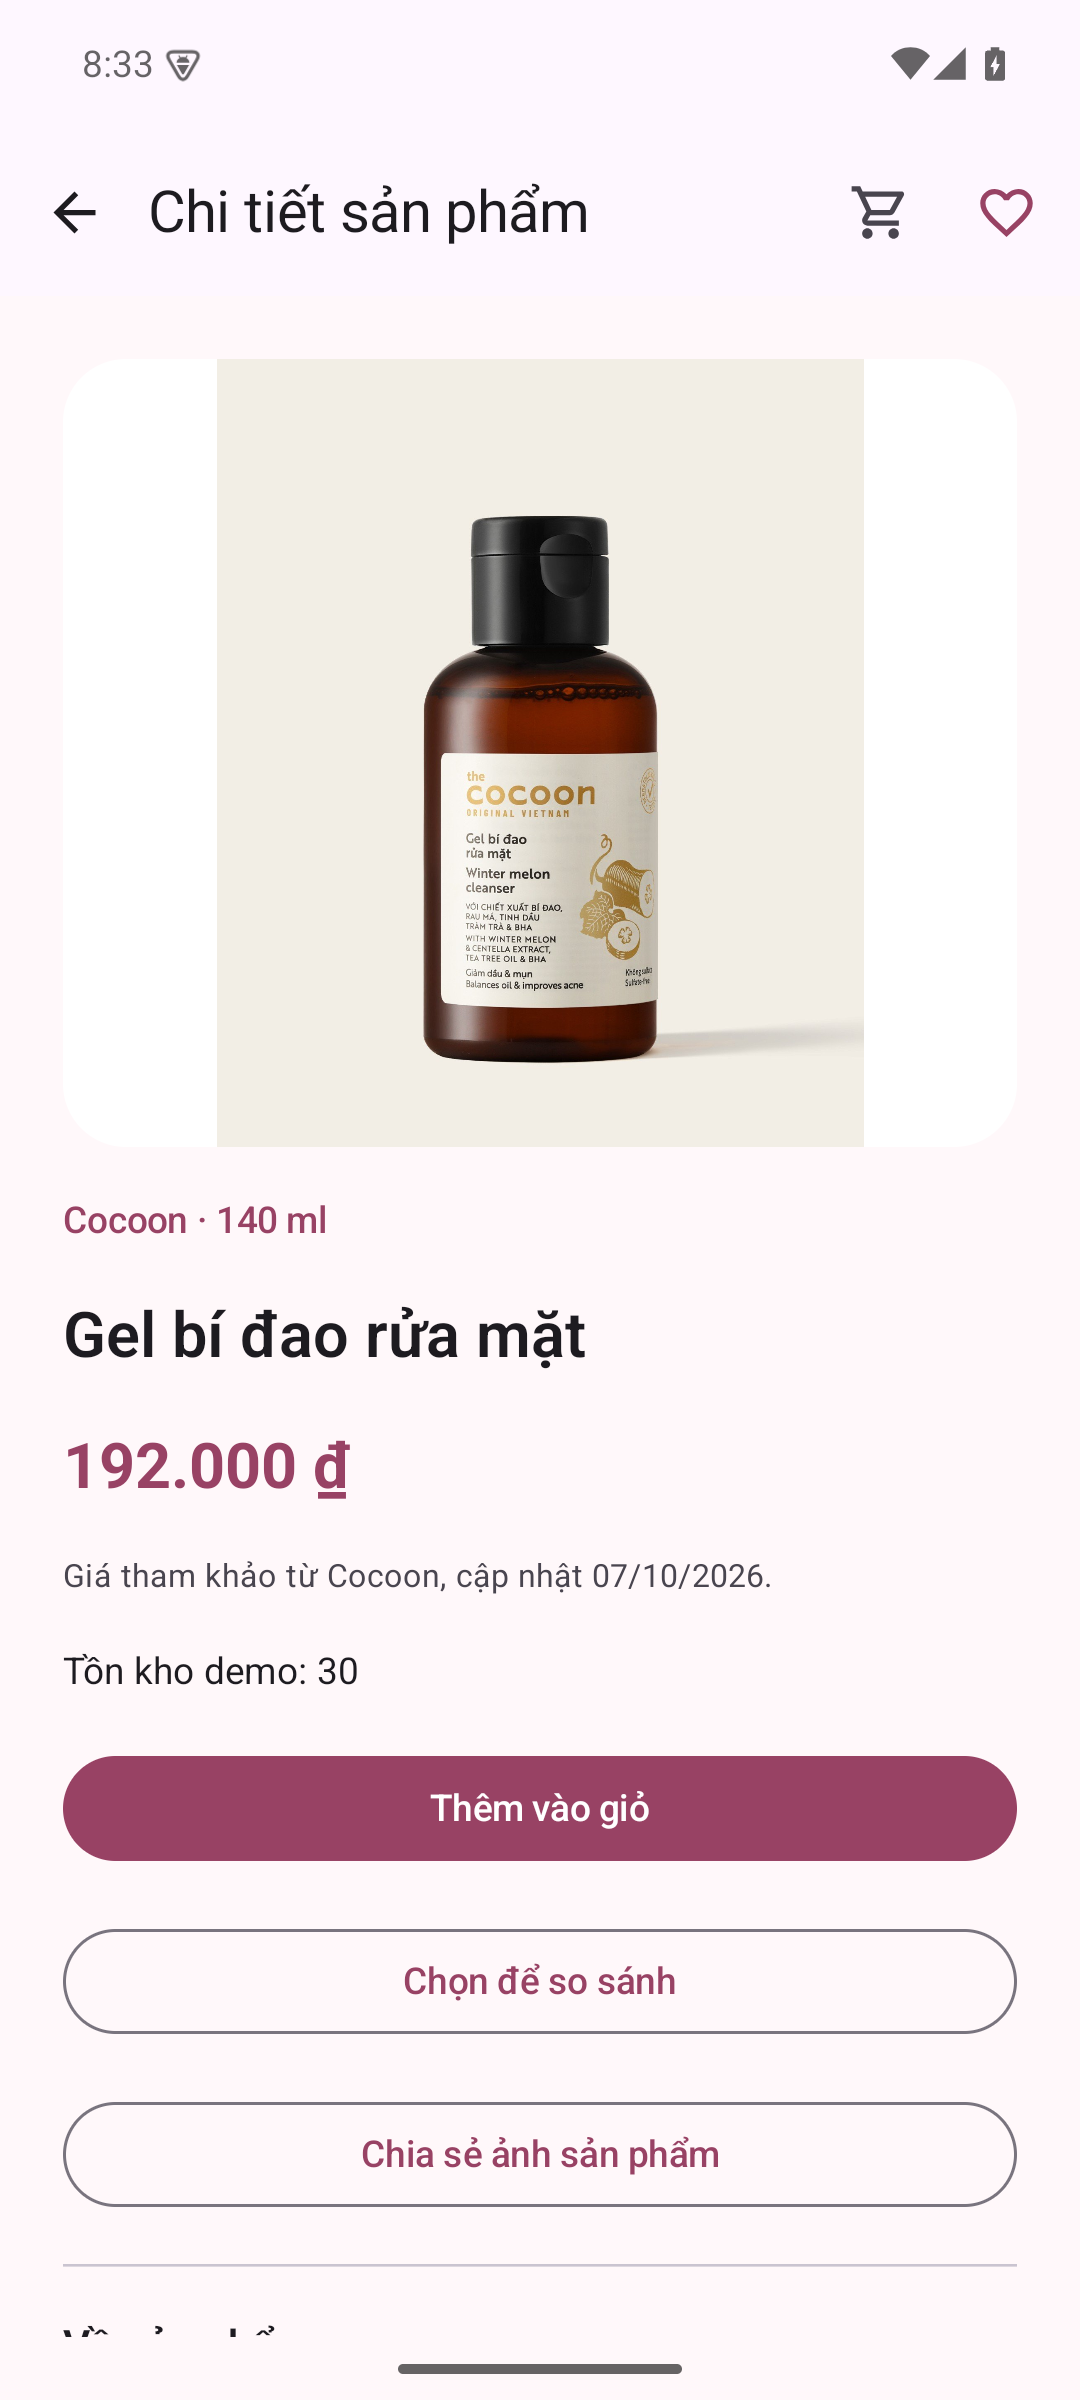 8:33
Chi tiết sản phẩm
the
cocoon
ORIGINAL VIETNAM
Gel bí đao
rửa mặt
Winter melon
cleanser
VỚI CHIẾT XUẤT BÍ ĐAO,
RAU MÁ, TINH DẦU
TRÀM TRÀ & BHA
WITH WINTER MELON
& CENTELLA EXTRACT,
TEA TREE OIL & BHA
Giảm dầu & mụn
Balances oil & improves acne
Không sulfate
Sulfate-free
Cocoon · 140 ml
Gel bí đao rửa mặt
192.000 ₫
Giá tham khảo từ Cocoon, cập nhật 07/10/2026.
Tồn kho demo: 30
Thêm vào giỏ
Chọn để so sánh
Chia sẻ ảnh sản phẩm